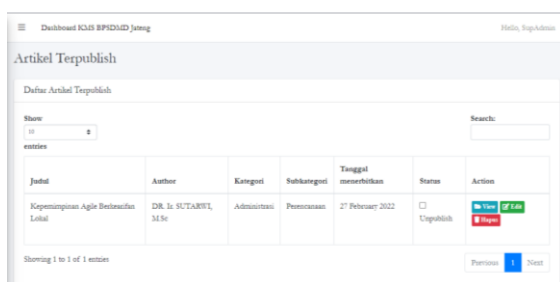 Dashboard KMS BPSDMD Jateng
Hello, SupAdmin
Artikel Terpublish
Daftar Artikel Terpublish
Show
10
entries
Search:
Judul Author Kategori Subkategori Tanggal menerbitkan Status Action
Kepemimpinan Agile Berkearifan Lokal
DR. Ir. SUTARWI, M.Sc
Administrasi
Perencanaan
27 February 2022
Unpublish
View Edit
Hapus
Showing 1 to 1 of 1 entries
Previous 1 Next